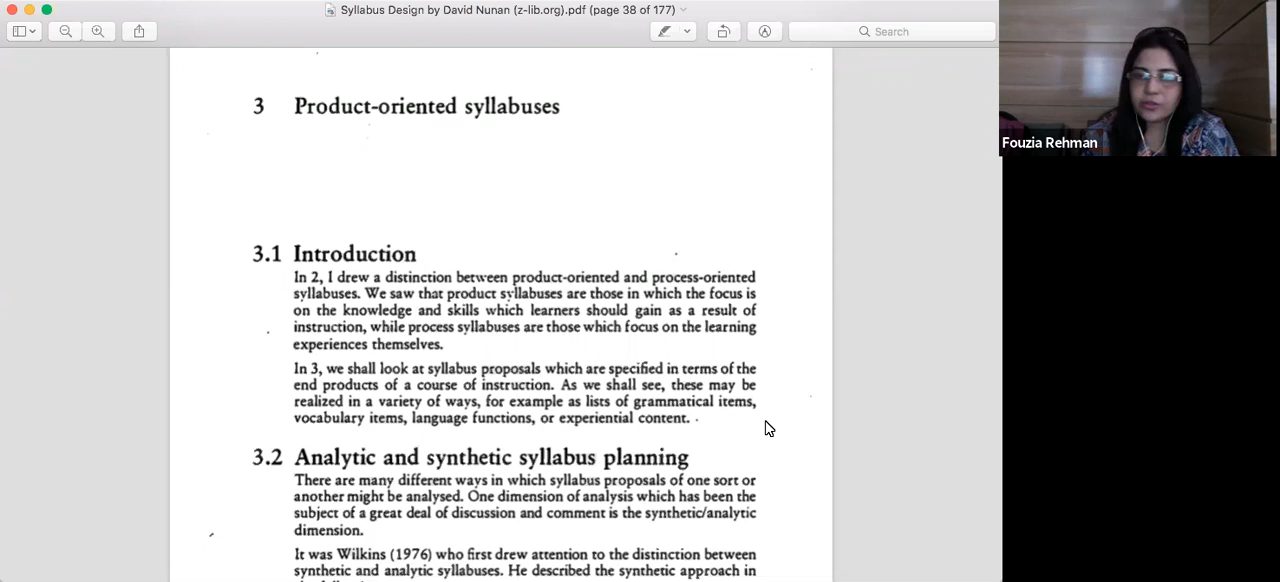 Syllabus Design by David Nunan (z-lib.org).pdf (page 38 of 177)
Search
Fouzia Rehman
3 Product-oriented syllabuses
3.1 Introduction
In 2, I drew a distinction between product-oriented and process-oriented
syllabuses. We saw that product syllabuses are those in which the focus is
on the knowledge and skills which learners should gain as a result of
instruction, while process syllabuses are those which focus on the learning
experiences themselves.
In 3, we shall look at syllabus proposals which are specified in terms of the
end products of a course of instruction. As we shall see, these may be
realized in a variety of ways, for example as lists of grammatical items,
vocabulary items, language functions, or experiential content.
3.2 Analytic and synthetic syllabus planning
There are many different ways in which syllabus proposals of one sort or
another might be analysed. One dimension of analysis which has been the
subject of a great deal of discussion and comment is the synthetic/analytic
dimension.
It was Wilkins (1976) who first drew attention to the distinction between
synthetic and analytic syllabuses. He described the synthetic approach in